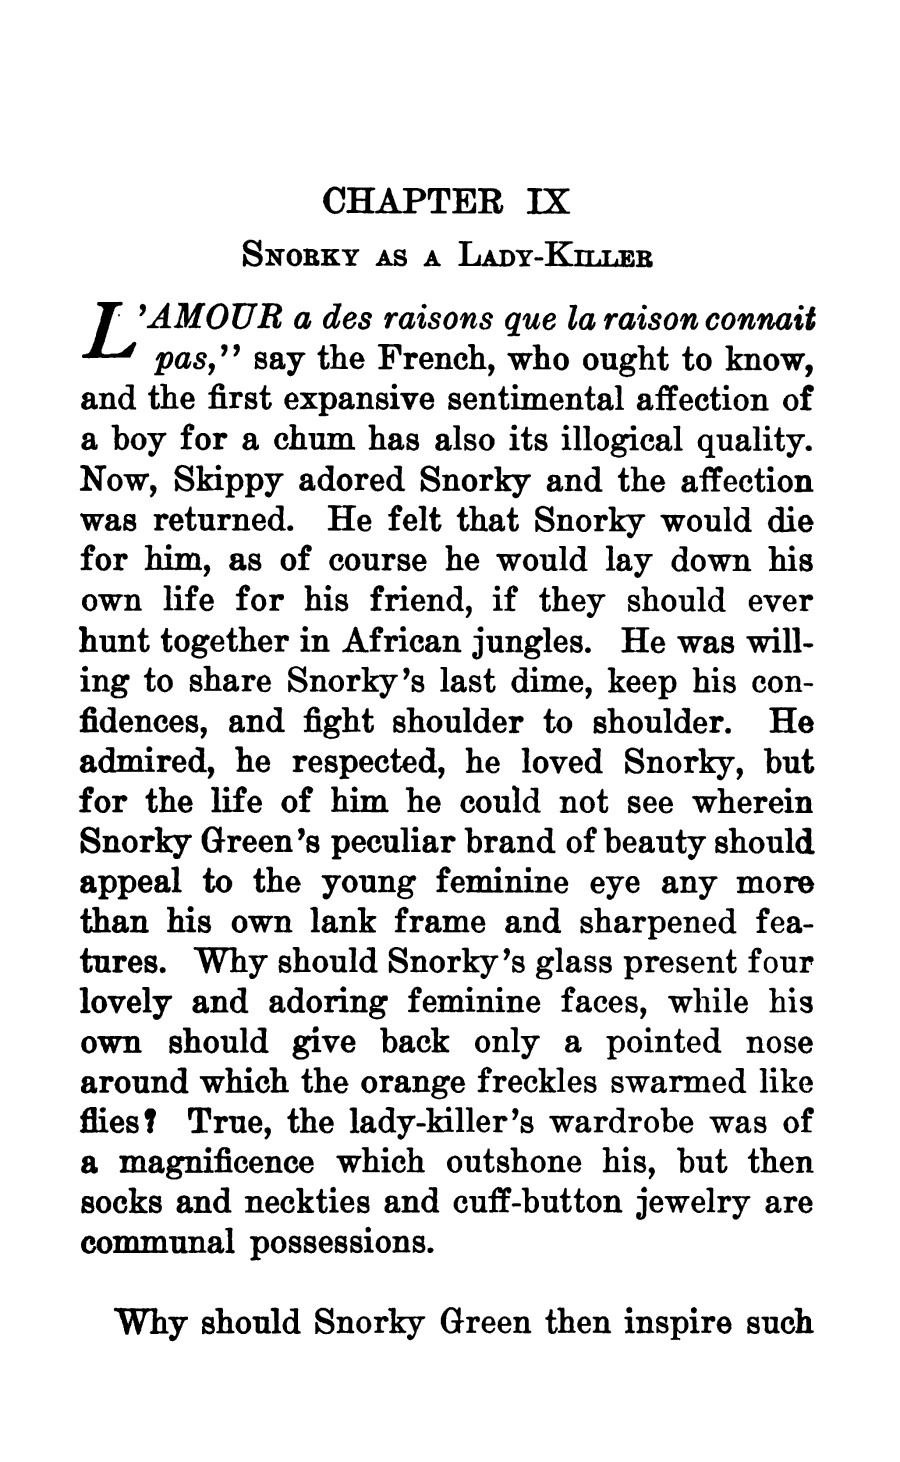 CHAPTER IX
SNORKY AS A LADY-KILLER
L'AMOUR a des raisons que la raison connait
pas,'' say the French, who ought to know,
and the first expansive sentimental affection of
a boy for a chum has also its illogical quality.
Now, Skippy adored Snorky and the affection
was returned. He felt that Snorky would die
for him, as of course he would lay down his
own life for his friend, if they should ever
hunt together in African jungles. He was will-
ing to share Snorky's last dime, keep his con-
fidences, and fight shoulder to shoulder. He
admired, he respected, he loved Snorky, but
for the life of him he could not see wherein
Snorky Green's peculiar brand of beauty should
appeal to the young feminine eye any more
than his own lank frame and sharpened fea-
tures. Why should Snorky's glass present four
lovely and adoring feminine faces, while his
own should give back only a pointed nose
around which the orange freckles swarmed like
flies? True, the lady-killer's wardrobe was of
a magnificence which outshone his, but then
socks and neckties and cuff-button jewelry are
communal possessions.
Why should Snorky Green then inspire such